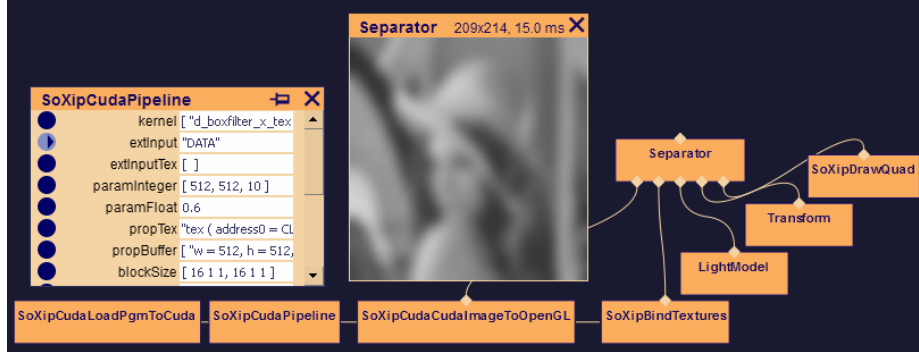 Separator 209x214, 15.0 ms
SoXipCudaPipeline
kernel [ "d_boxfilter_x_tex
extInput "DATA"
extInputTex [ ]
paramInteger [ 512, 512, 10 ]
paramFloat 0.6
propTex "tex ( address0 = CL
propBuffer [ "w = 512, h = 512,
blockSize [ 16 1 1, 16 1 1 ]
Separator
SoXipDrawQuad
Transform
LightModel
SoXipCudaLoadPgmToCuda SoXipCudaPipeline SoXipCudaCudaImageToOpenGL SoXipBindTextures